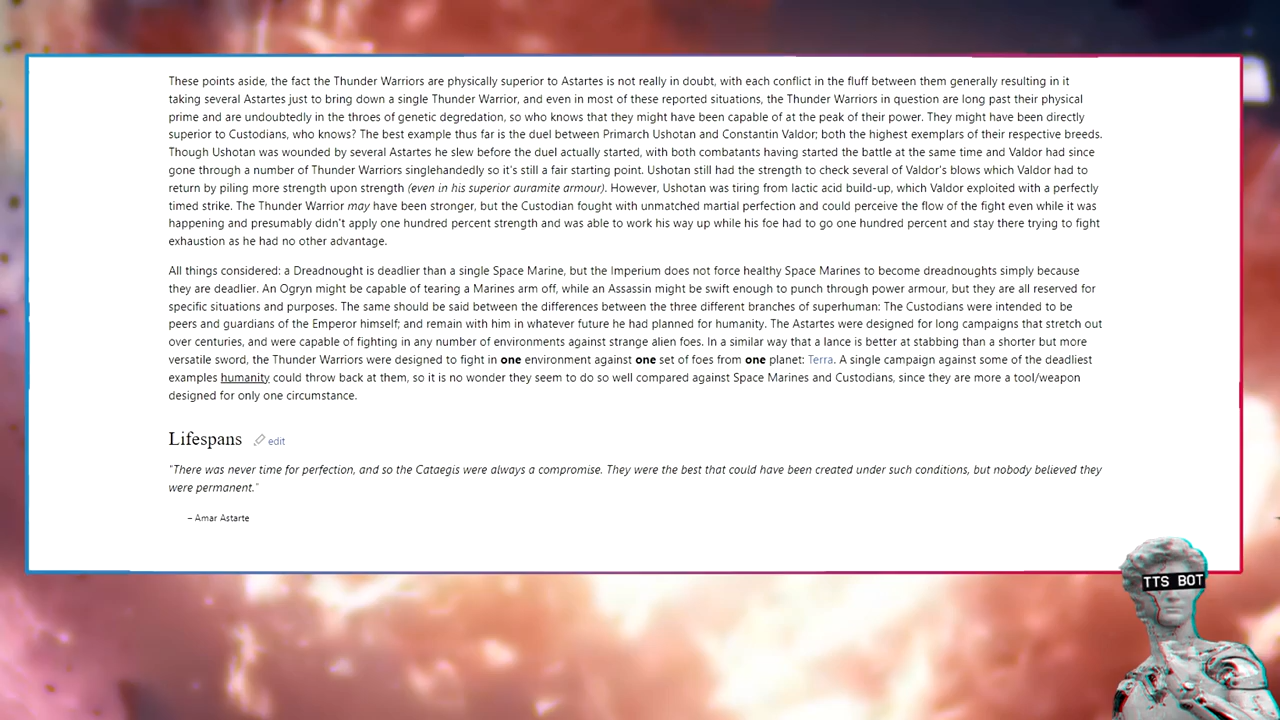 These points aside, the fact the Thunder Warriors are physically superior to Astartes is not really in doubt, with each conflict in the fluff between them generally resulting in it
taking several Astartes just to bring down a single Thunder Warrior, and even in most of these reported situations, the Thunder Warriors in question are long past their physical
prime and are undoubtedly in the throes of genetic degredation, so who knows that they might have been capable of at the peak of their power. They might have been directly
superior to Custodians, who knows? The best example thus far is the duel between Primarch Ushotan and Constantin Valdor; both the highest exemplars of their respective breeds.
Though Ushotan was wounded by several Astartes he slew before the duel actually started, with both combatants having started the battle at the same time and Valdor had since
gone through a number of Thunder Warriors singlehandedly so it's still a fair starting point. Ushotan still had the strength to check several of Valdor's blows which Valdor had to
return by piling more strength upon strength (even in his superior auramite armour). However, Ushotan was tiring from lactic acid build-up, which Valdor exploited with a perfectly
timed strike. The Thunder Warrior may have been stronger, but the Custodian fought with unmatched martial perfection and could perceive the flow of the fight even while it was
happening and presumably didn't apply one hundred percent strength and was able to work his way up while his foe had to go one hundred percent and stay there trying to fight
exhaustion as he had no other advantage.
All things considered: a Dreadnought is deadlier than a single Space Marine, but the Imperium does not force healthy Space Marines to become dreadnoughts simply because
they are deadlier. An Ogryn might be capable of tearing a Marines arm off, while an Assassin might be swift enough to punch through power armour, but they are all reserved for
specific situations and purposes. The same should be said between the differences between the three different branches of superhuman: The Custodians were intended to be
peers and guardians of the Emperor himself; and remain with him in whatever future he had planned for humanity. The Astartes were designed for long campaigns that stretch out
over centuries, and were capable of fighting in any number of environments against strange alien foes. In a similar way that a lance is better at stabbing than a shorter but more
versatile sword, the Thunder Warriors were designed to fight in one environment against one set of foes from one planet: Terra. A single campaign against some of the deadliest
examples humanity could throw back at them, so it is no wonder they seem to do so well compared against Space Marines and Custodians, since they are more a tool/weapon
designed for only one circumstance.
Lifespans edit
"There was never time for perfection, and so the Cataegis were always a compromise. They were the best that could have been created under such conditions, but nobody believed they
were permanent."
– Amar Astarte
TTS BOT